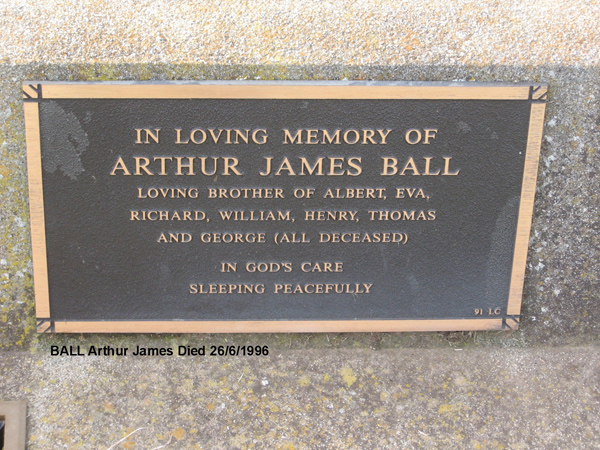 IN LOVING MEMORY OF
ARTHUR JAMES BALL
LOVING BROTHER OF ALBERT, EVA,
RICHARD, WILLIAM, HENRY, THOMAS
AND GEORGE (ALL DECEASED)
IN GOD'S CARE
SLEEPING PEACEFULLY
91 LC
BALL Arthur James Died 26/6/1996